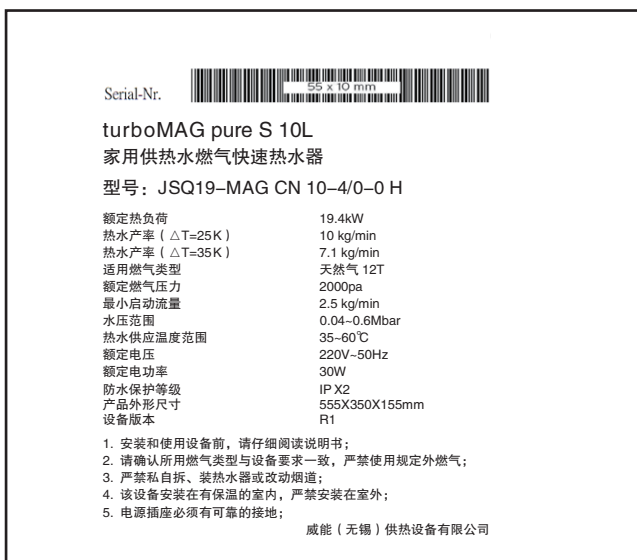 55 x 10 mm
Serial-Nr.
turboMAG pure S 10L
家用供热水燃气快速热水器
型号：JSQ19–MAG CN 10–4/0–0 H
额定热负荷 19.4kW
热水产率（△T=25K） 10 kg/min
热水产率（△T=35K） 7.1 kg/min
适用燃气类型 天然气 12T
额定燃气压力 2000pa
最小启动流量 2.5 kg/min
水压范围 0.04~0.6Mbar
热水供应温度范围 35~60℃
额定电压 220V~50Hz
额定电功率 30W
防水保护等级 IP X2
产品外形尺寸 555X350X155mm
设备版本 R1
1. 安装和使用设备前，请仔细阅读说明书；
2. 请确认所用燃气类型与设备要求一致，严禁使用规定外燃气；
3. 严禁私自拆、装热水器或改动烟道；
4. 该设备安装在有保温的室内，严禁安装在室外；
5. 电源插座必须有可靠的接地；
威能（无锡）供热设备有限公司